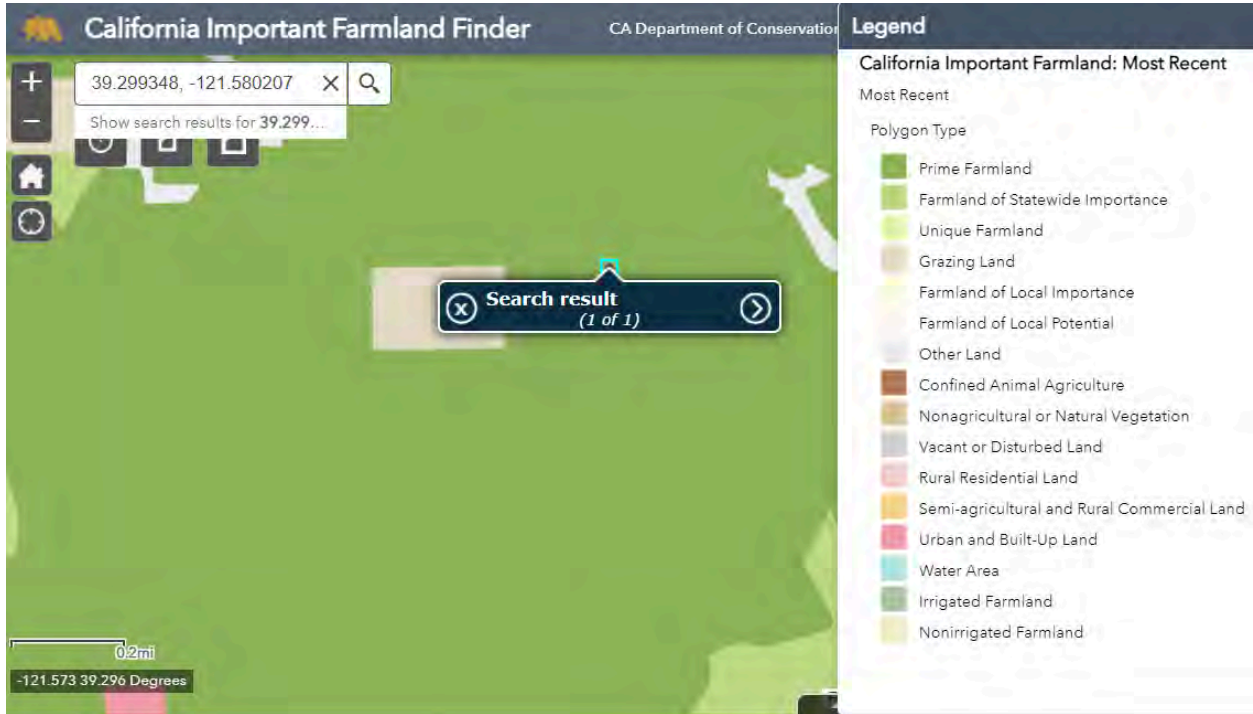 California Important Farmland Finder
CA Department of Conservation
39.299348, -121.580207
Show search results for 39.299...
+
−
Search result
(1 of 1)
0.2mi
-121.573 39.296 Degrees
Legend
California Important Farmland: Most Recent
Most Recent
Polygon Type
Prime Farmland
Farmland of Statewide Importance
Unique Farmland
Grazing Land
Farmland of Local Importance
Farmland of Local Potential
Other Land
Confined Animal Agriculture
Nonagricultural or Natural Vegetation
Vacant or Disturbed Land
Rural Residential Land
Semi-agricultural and Rural Commercial Land
Urban and Built-Up Land
Water Area
Irrigated Farmland
Nonirrigated Farmland